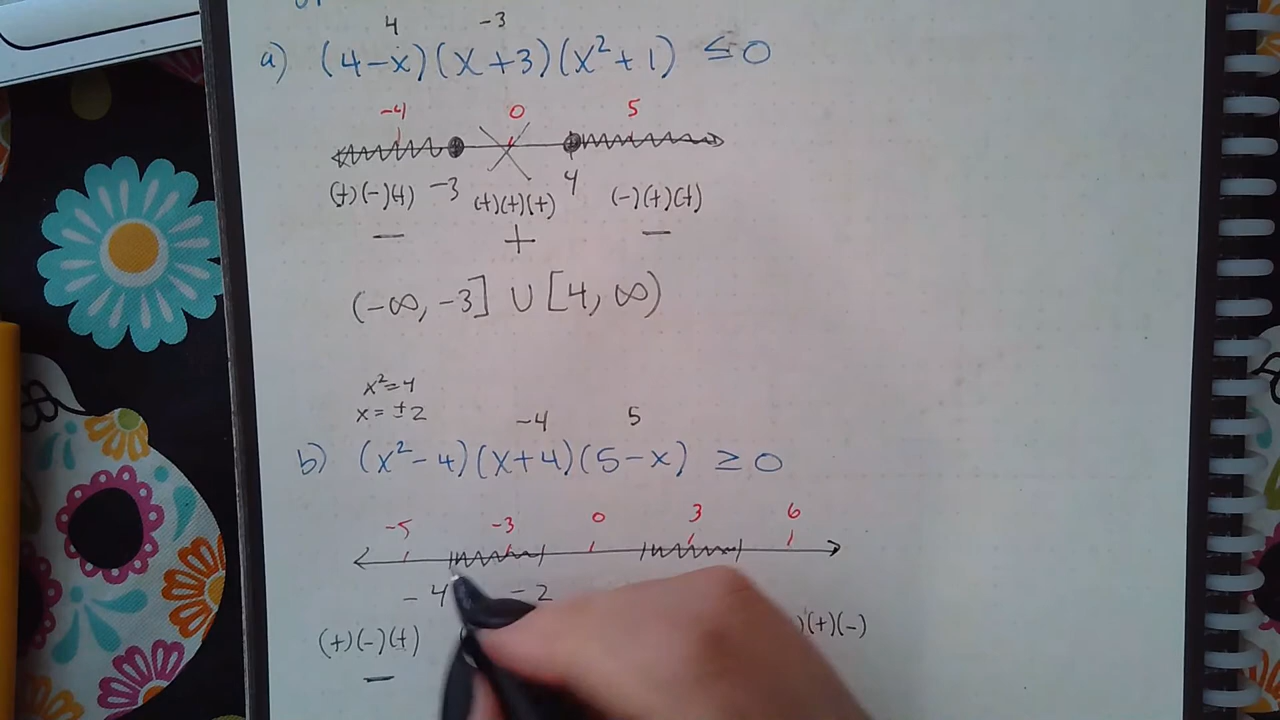 4 -3
a) (4-x)(x+3)(x²+1) ≤0
-4 0 5
-3 4
(+)(-)(+) (+)(+)(+) (-)(+)(+)
- + -
(-∞, -3] ∪ [4, ∞)
x²=4
x=±2
-4 5
b) (x²-4)(x+4)(5-x) ≥0
-5 -3 0 3 6
-4 -2
(+)(-)(+) )(+)(-)
-